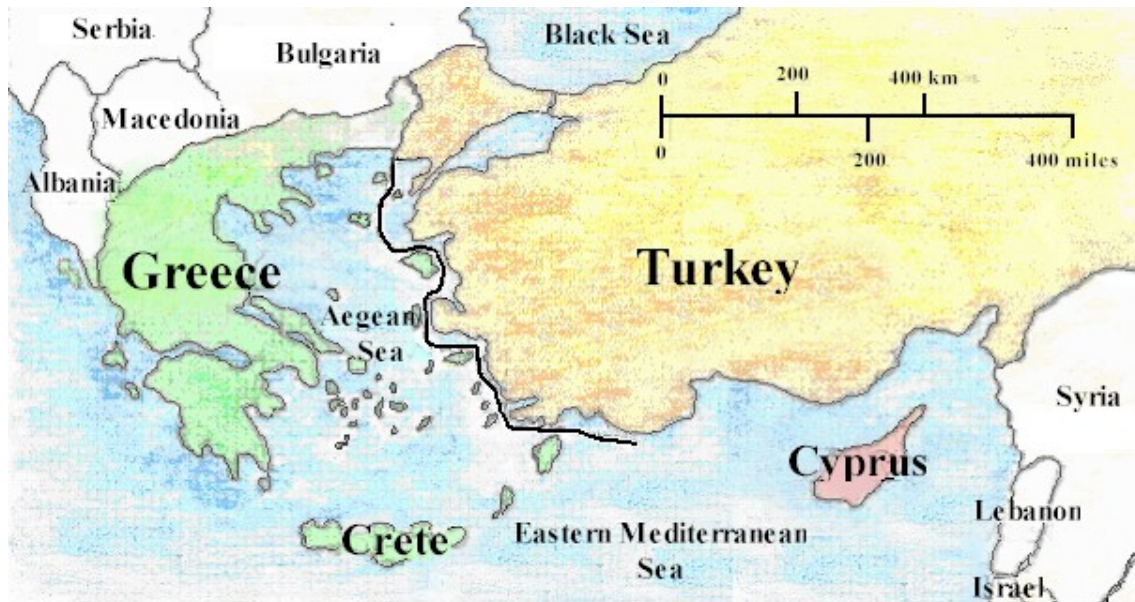 Serbia
Bulgaria
Black Sea
0 200 400 km
0 200 400 miles
Macedonia
Albania
Greece
Turkey
Aegean
Sea
Syria
Cyprus
Lebanon
Crete
Eastern Mediterranean
Sea
Israel